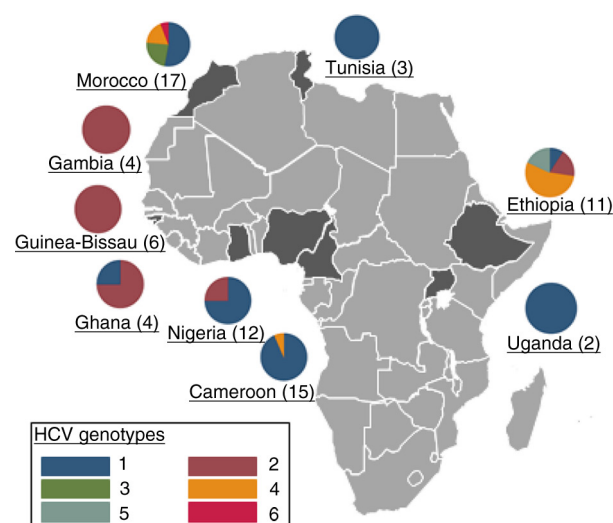 Tunisia (3)
Morocco (17)
Gambia (4)
Ethiopia (11)
Guinea-Bissau (6)
Ghana (4)
Nigeria (12)
Uganda (2)
Cameroon (15)
HCV genotypes
1 2
3 4
5 6